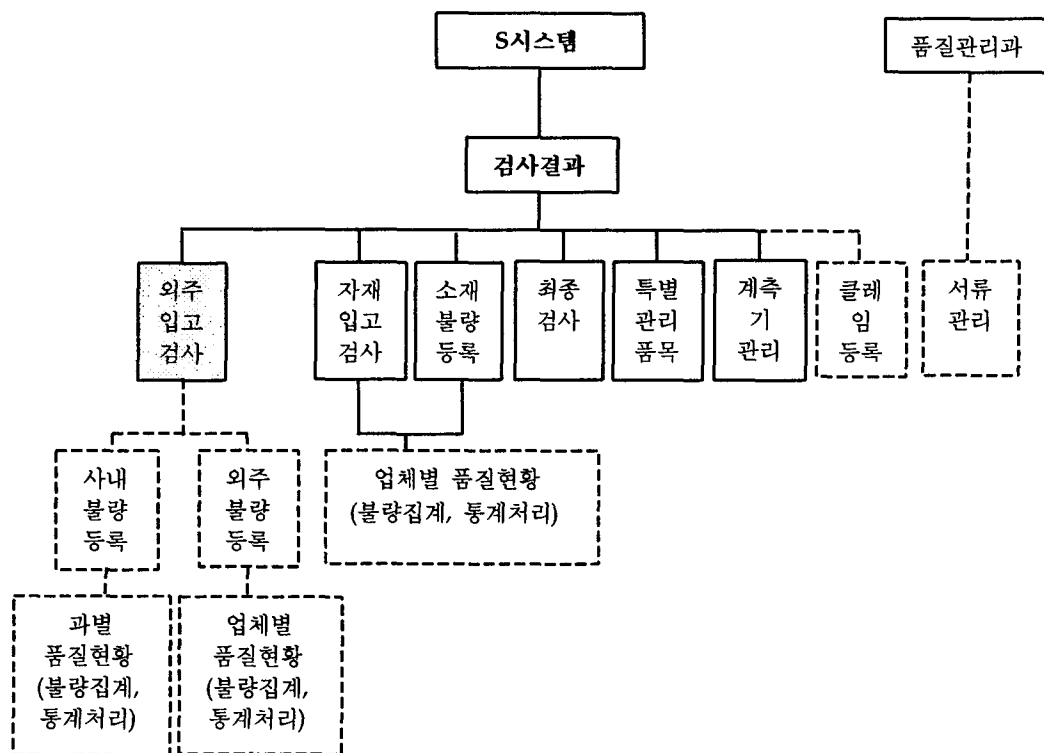 S시스템
품질관리과
검사결과
외주
입고
검사
자재
입고
검사
소재
불량
등록
최종
검사
특별
관리
품목
계측
기
관리
클레
임
등록
서류
관리
사내
불량
등록
외주
불량
등록
업체별 품질현황
(불량집계, 통계처리)
과별
품질현황
(불량집계,
통계처리)
업체별
품질현황
(불량집계,
통계처리)